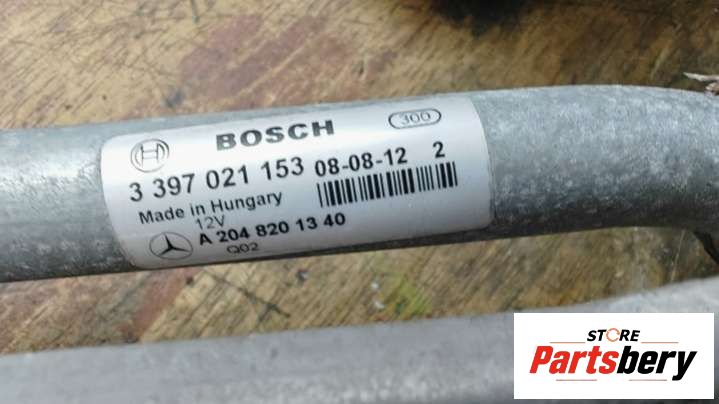 BOSCH 300
3 397 021 153 08-08-12 2
Made in Hungary
12V
A 204 820 13 40
Q02
STORE
Partsbery